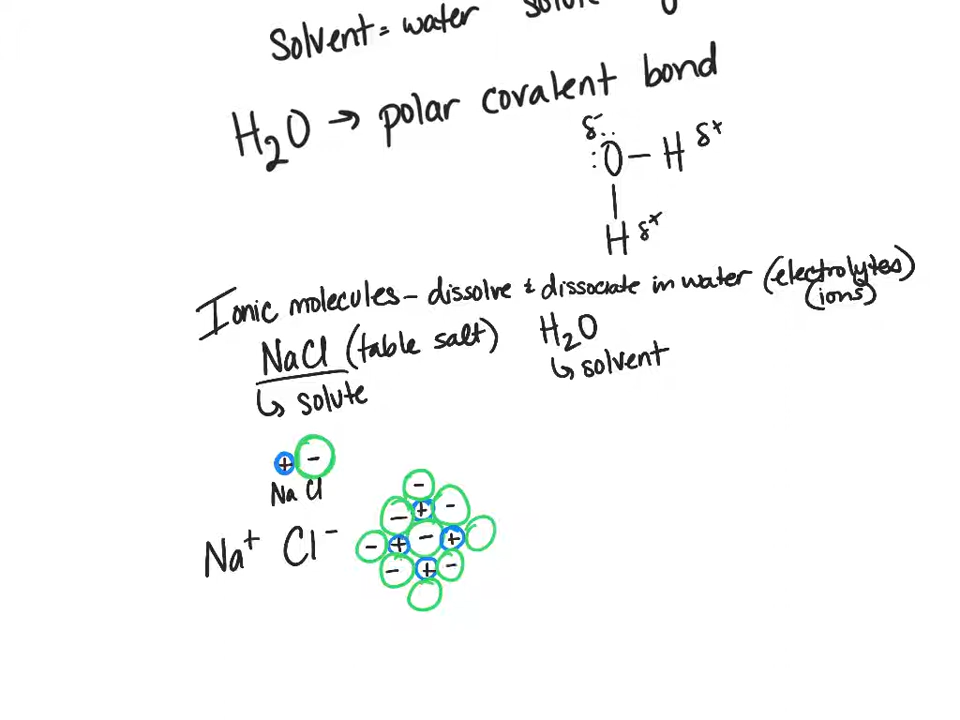 Solvent = water solute
H₂O → polar covalent bond
δ⁻
:Ö – H δ⁺
|
H δ⁺
Ionic molecules – dissolve & dissociate in water (electrolytes)
(ions)
NaCl (table salt) H₂O
↳ solute ↳ solvent
+ -
Na Cl
Na⁺ Cl⁻
-
- + -
- + - +
- + -